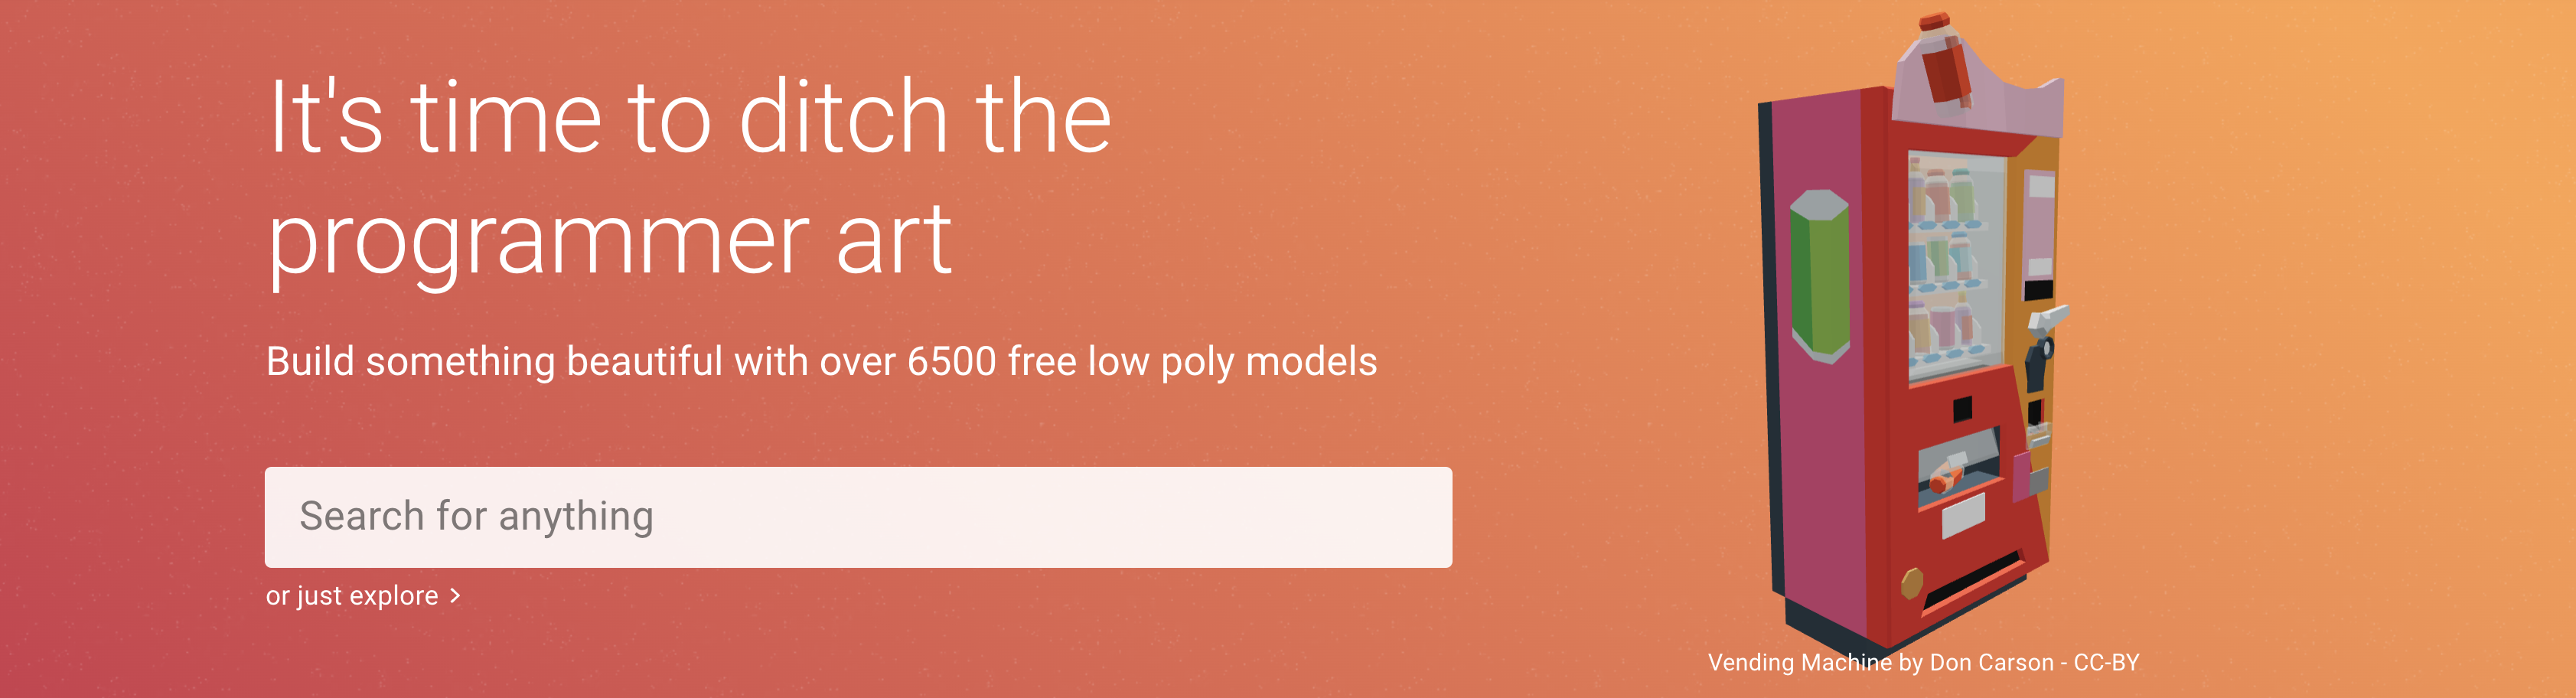 It's time to ditch the
programmer art
Build something beautiful with over 6500 free low poly models
Search for anything
or just explore >
Vending Machine by Don Carson - CC-BY